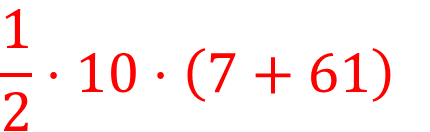 1/2 · 10 · (7 + 61)